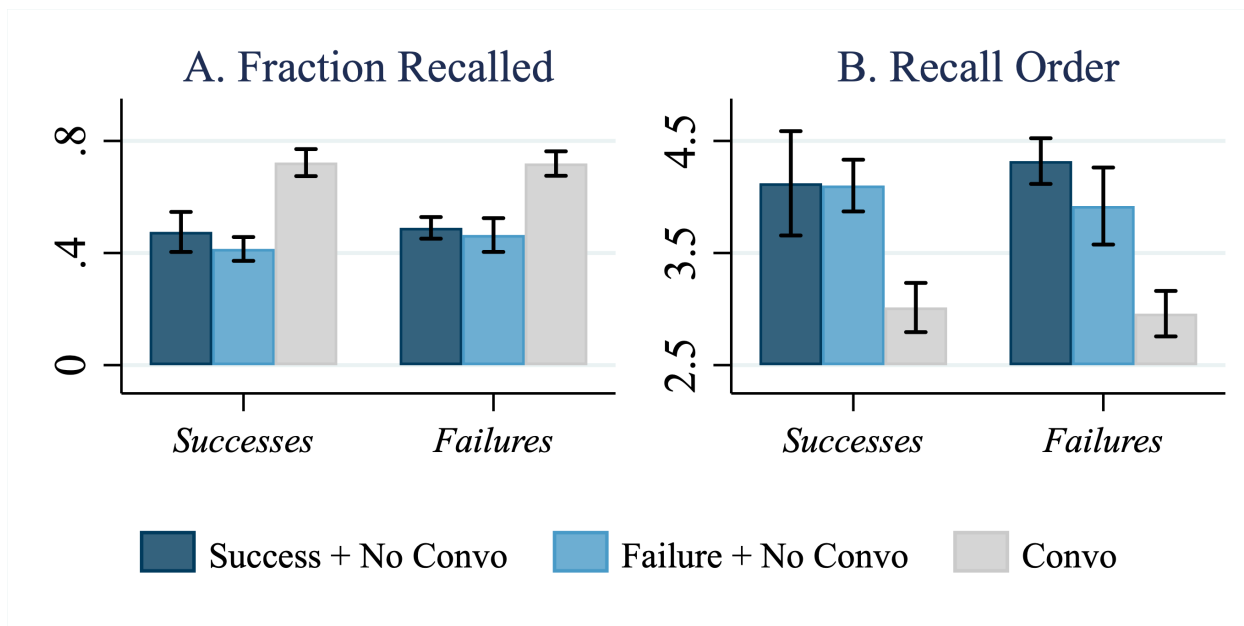 A. Fraction Recalled
.8
.4
0
Successes Failures
B. Recall Order
4.5
3.5
2.5
Successes Failures
Success + No Convo Failure + No Convo Convo